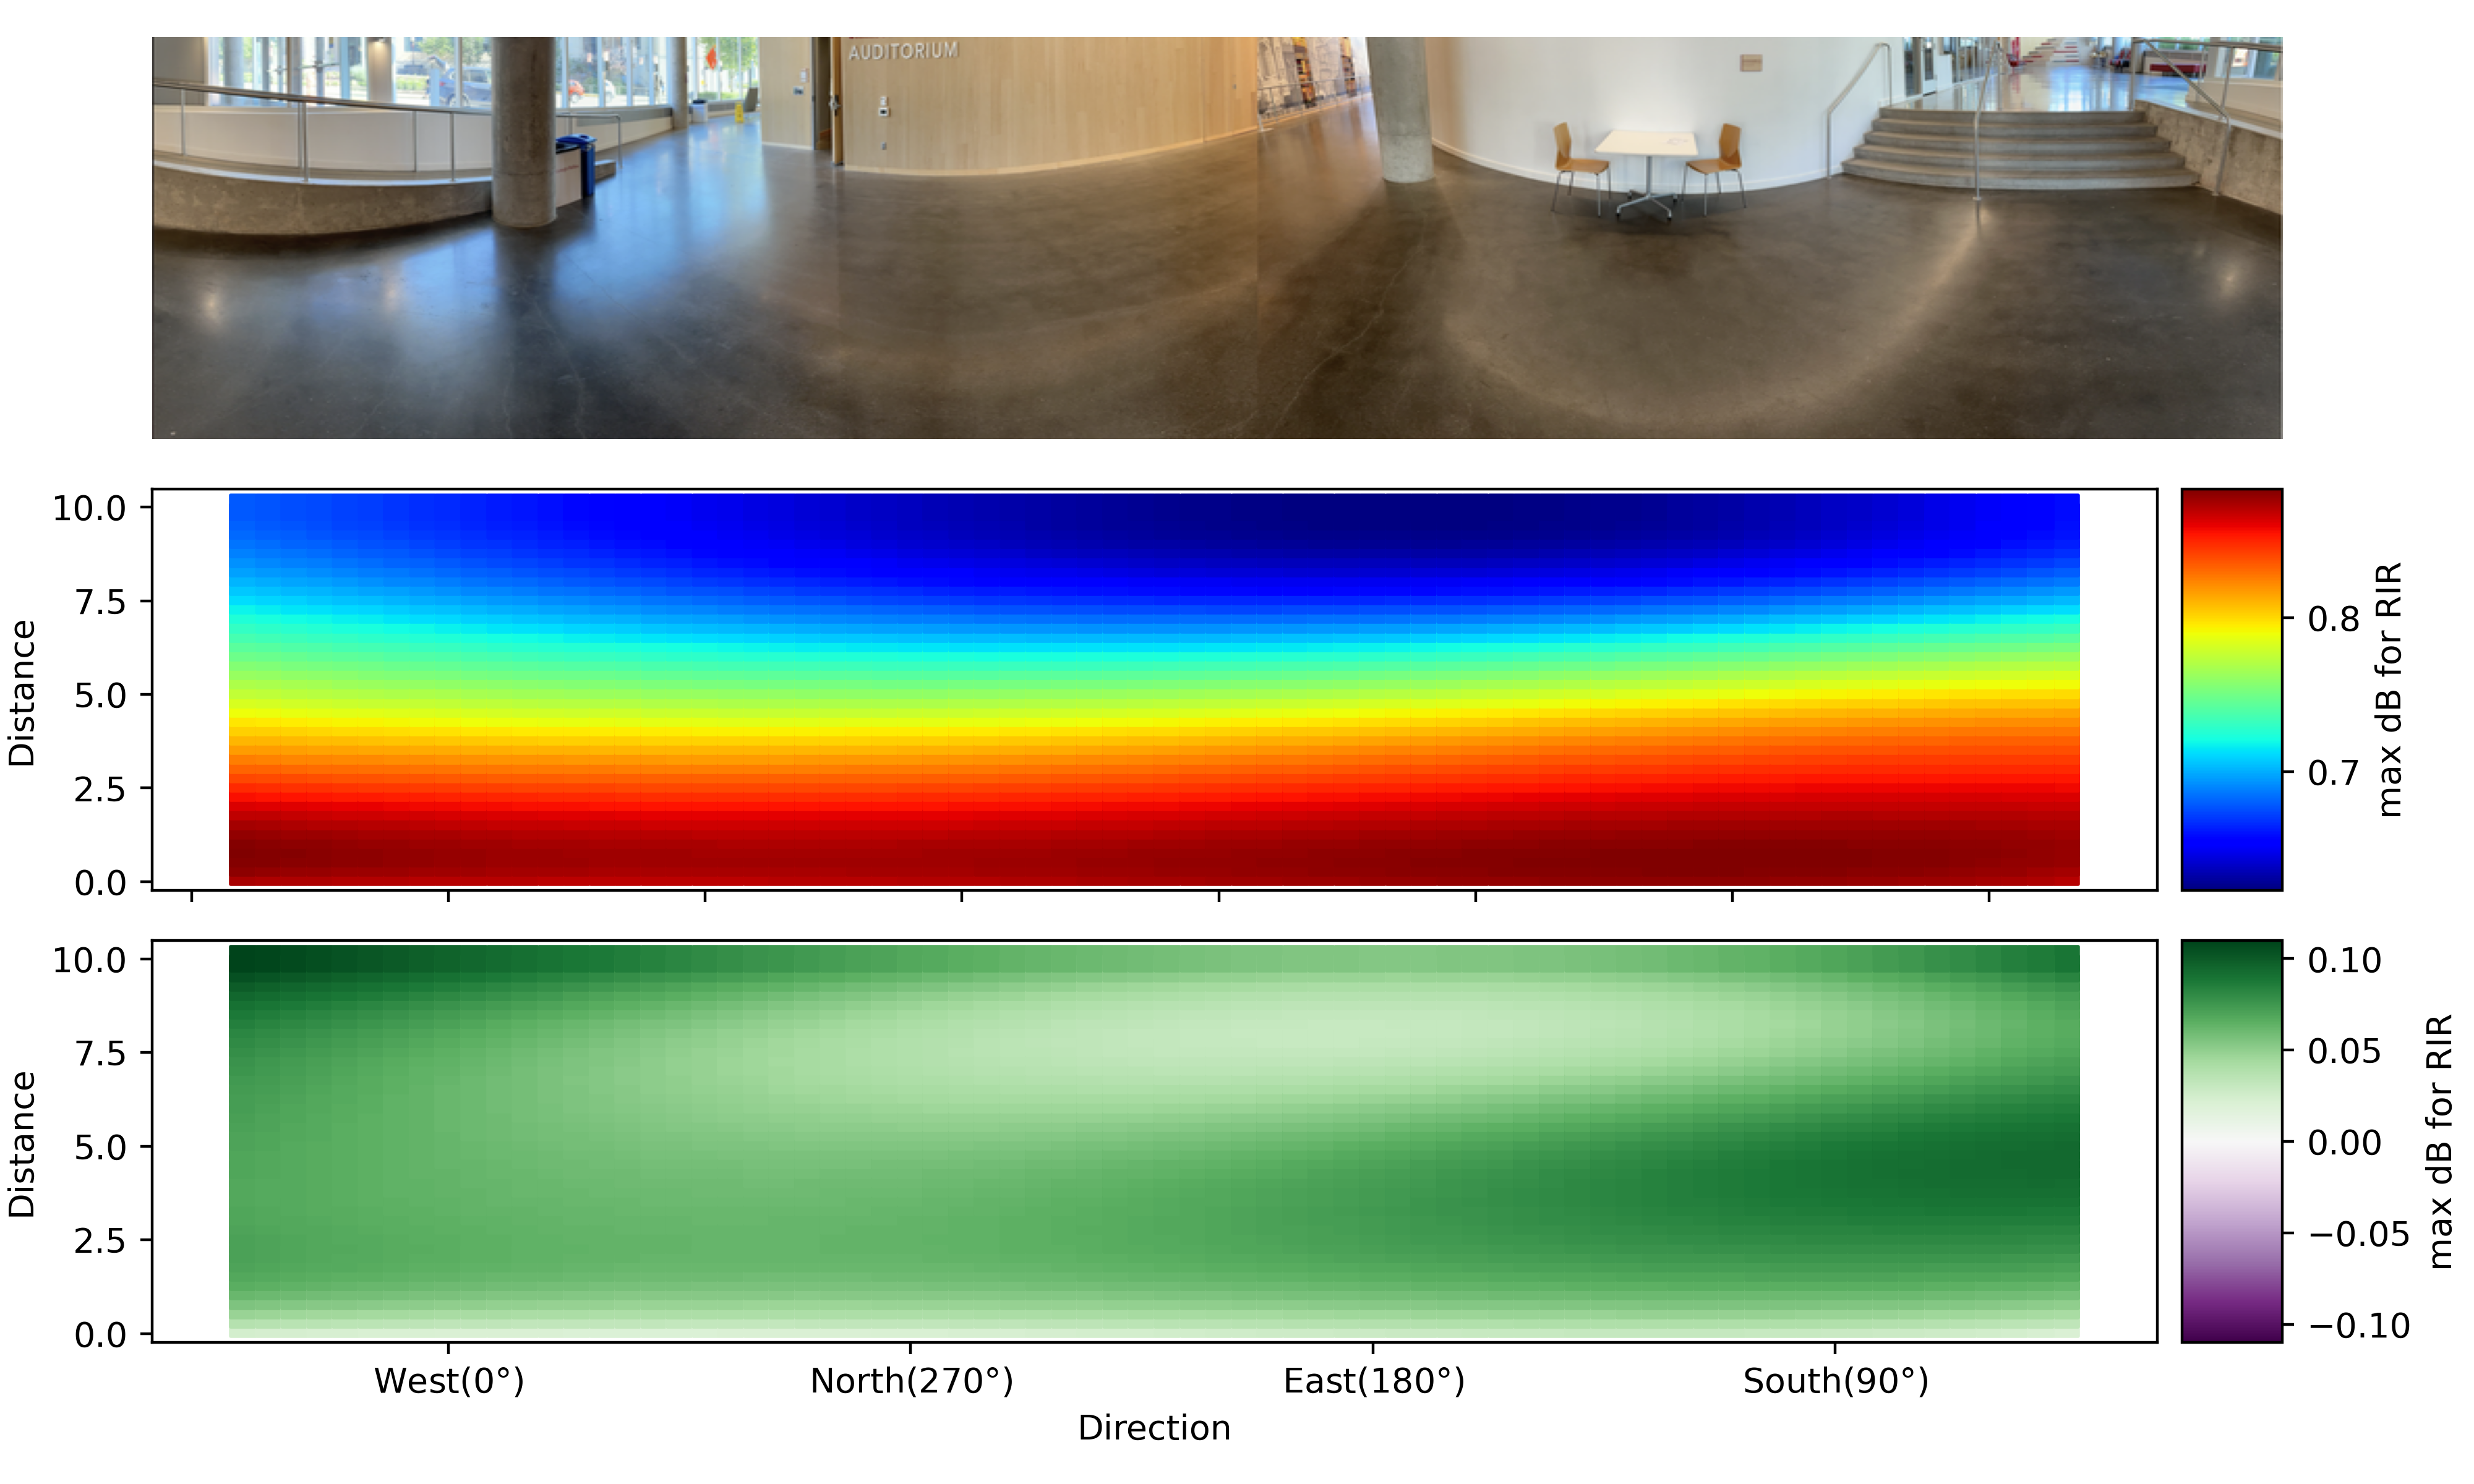 AUDITORIUM
10.0
7.5
5.0
2.5
0.0
Distance
0.8
0.7
max dB for RIR
10.0
7.5
5.0
2.5
0.0
Distance
0.10
0.05
0.00
−0.05
−0.10
max dB for RIR
West(0°) North(270°) East(180°) South(90°)
Direction